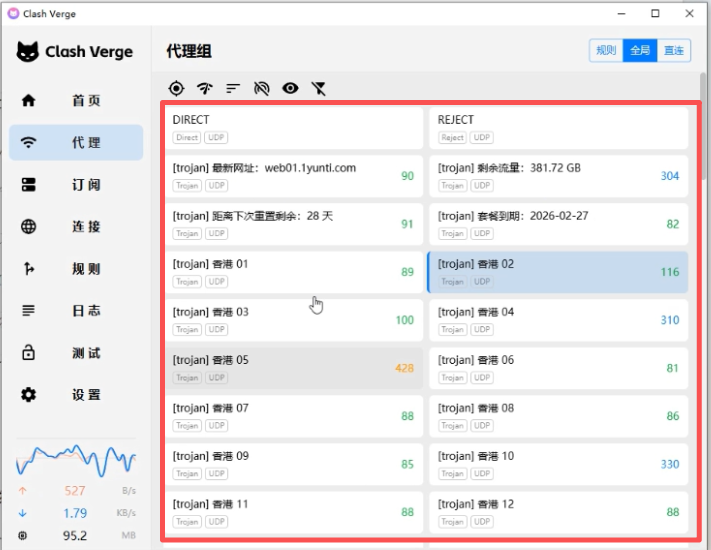 Clash Verge
Clash Verge
首 页
代 理
订 阅
连 接
规 则
日 志
测 试
设 置
527 B/s
1.79 KB/s
95.2 MB
代理组
规则 全局 直连
DIRECT
Direct UDP
REJECT
Reject UDP
[trojan] 最新网址：web01.1yunti.com
Trojan UDP
90
[trojan] 剩余流量：381.72 GB
Trojan UDP
304
[trojan] 距离下次重置剩余：28 天
Trojan UDP
91
[trojan] 套餐到期：2026-02-27
Trojan UDP
82
[trojan] 香港 01
Trojan UDP
89
[trojan] 香港 02
Trojan UDP
116
[trojan] 香港 03
Trojan UDP
100
[trojan] 香港 04
Trojan UDP
310
[trojan] 香港 05
Trojan UDP
428
[trojan] 香港 06
Trojan UDP
81
[trojan] 香港 07
Trojan UDP
88
[trojan] 香港 08
Trojan UDP
86
[trojan] 香港 09
Trojan UDP
85
[trojan] 香港 10
Trojan UDP
330
[trojan] 香港 11
Trojan UDP
88
[trojan] 香港 12
Trojan UDP
88